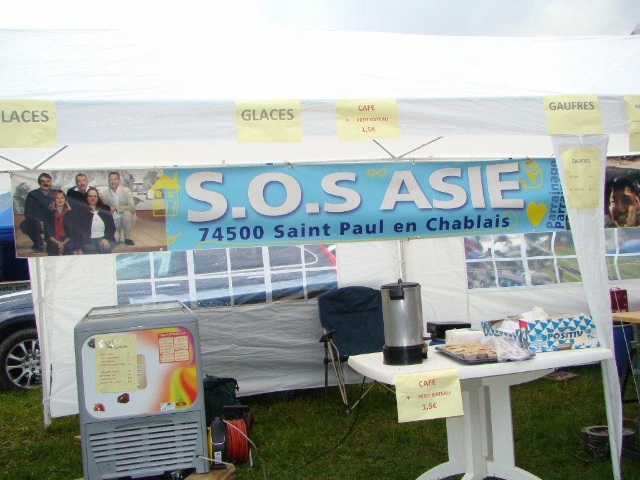 LACES
GLACES
CAFE
+ PETIT GATEAU
1,5€
GAUFRES
GAUFRES
S.O.S ASIE
74500 Saint Paul en Chablais
Parrainage
CAFE
+ PETIT GATEAU
1,5€
POSITIV